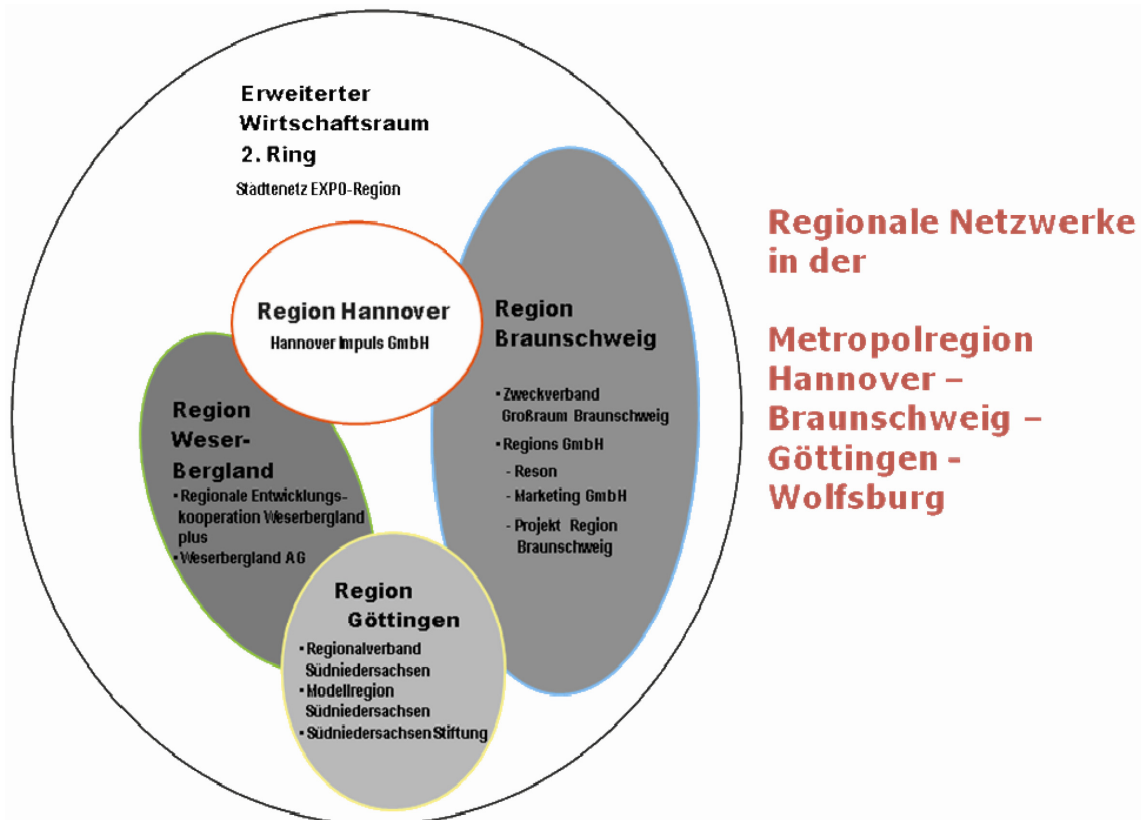 Erweiterter
Wirtschaftsraum
2. Ring
Städtenetz EXPO-Region
Region Hannover
Hannover Impuls GmbH
Region
Braunschweig
• Zweckverband
Großraum Braunschweig
• Regions GmbH
- Reson
- Marketing GmbH
- Projekt Region
Braunschweig
Region
Weser-
Bergland
• Regionale Entwicklungs-
kooperation Weserbergland
plus
• Weserbergland AG
Region
Göttingen
• Regionalverband
Südniedersachsen
• Modellregion
Südniedersachsen
• Südniedersachsen Stiftung
Regionale Netzwerke
in der
Metropolregion
Hannover –
Braunschweig –
Göttingen -
Wolfsburg